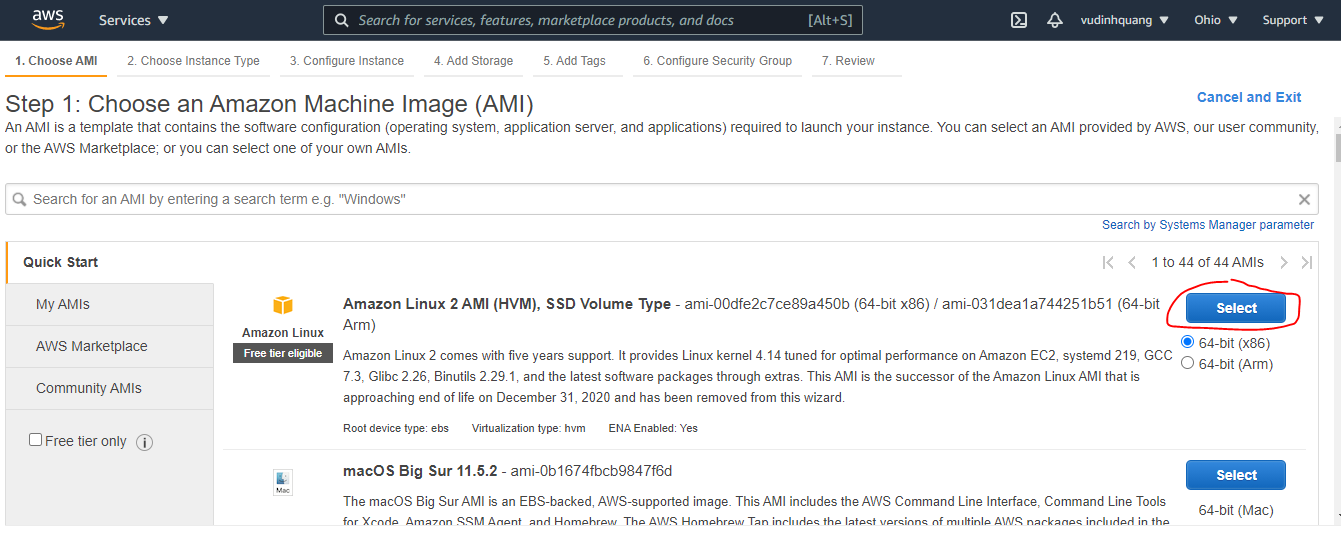 aws Services Search for services, features, marketplace products, and docs [Alt+S] vudinhquang Ohio Support
1. Choose AMI 2. Choose Instance Type 3. Configure Instance 4. Add Storage 5. Add Tags 6. Configure Security Group 7. Review
Step 1: Choose an Amazon Machine Image (AMI)
Cancel and Exit
An AMI is a template that contains the software configuration (operating system, application server, and applications) required to launch your instance. You can select an AMI provided by AWS, our user community,
or the AWS Marketplace; or you can select one of your own AMIs.
Search for an AMI by entering a search term e.g. "Windows"
Search by Systems Manager parameter
Quick Start
1 to 44 of 44 AMIs
My AMIs
AWS Marketplace
Community AMIs
Free tier only
Amazon Linux
Free tier eligible
Amazon Linux 2 AMI (HVM), SSD Volume Type - ami-00dfe2c7ce89a450b (64-bit x86) / ami-031dea1a744251b51 (64-bit
Arm)
Amazon Linux 2 comes with five years support. It provides Linux kernel 4.14 tuned for optimal performance on Amazon EC2, systemd 219, GCC
7.3, Glibc 2.26, Binutils 2.29.1, and the latest software packages through extras. This AMI is the successor of the Amazon Linux AMI that is
approaching end of life on December 31, 2020 and has been removed from this wizard.
Root device type: ebs Virtualization type: hvm ENA Enabled: Yes
Select
64-bit (x86)
64-bit (Arm)
Mac
macOS Big Sur 11.5.2 - ami-0b1674fbcb9847f6d
The macOS Big Sur AMI is an EBS-backed, AWS-supported image. This AMI includes the AWS Command Line Interface, Command Line Tools
for Xcode, Amazon SSM Agent, and Homebrew. The AWS Homebrew Tap includes the latest versions of multiple AWS packages included in the
Select
64-bit (Mac)